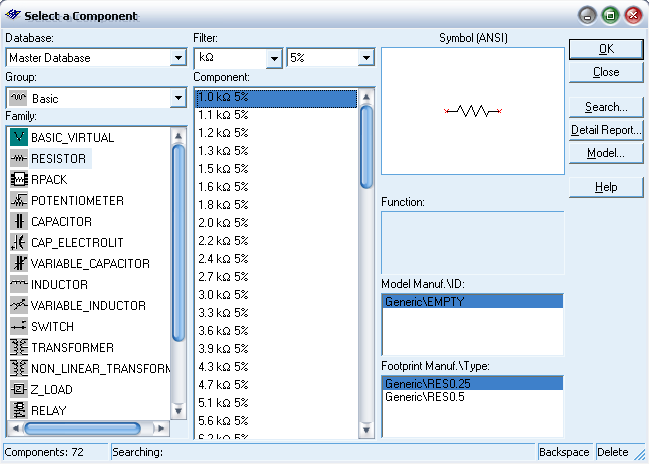 Select a Component
Database:
Master Database
Group:
Basic
Family:
BASIC_VIRTUAL
RESISTOR
RPACK
POTENTIOMETER
CAPACITOR
CAP_ELECTROLIT
VARIABLE_CAPACITOR
INDUCTOR
VARIABLE_INDUCTOR
SWITCH
TRANSFORMER
NON_LINEAR_TRANSFORM
Z_LOAD
RELAY
Filter:
kΩ
5%
Component:
1.0 kΩ 5%
1.1 kΩ 5%
1.2 kΩ 5%
1.3 kΩ 5%
1.5 kΩ 5%
1.6 kΩ 5%
1.8 kΩ 5%
2.0 kΩ 5%
2.2 kΩ 5%
2.4 kΩ 5%
2.7 kΩ 5%
3.0 kΩ 5%
3.3 kΩ 5%
3.6 kΩ 5%
3.9 kΩ 5%
4.3 kΩ 5%
4.7 kΩ 5%
5.1 kΩ 5%
5.6 kΩ 5%
6.2 kΩ 5%
Symbol (ANSI)
Function:
Model Manuf.\ID:
Generic\EMPTY
Footprint Manuf.\Type:
Generic\RES0.25
Generic\RES0.5
OK
Close
Search...
Detail Report...
Model...
Help
Components: 72
Searching:
Backspace
Delete